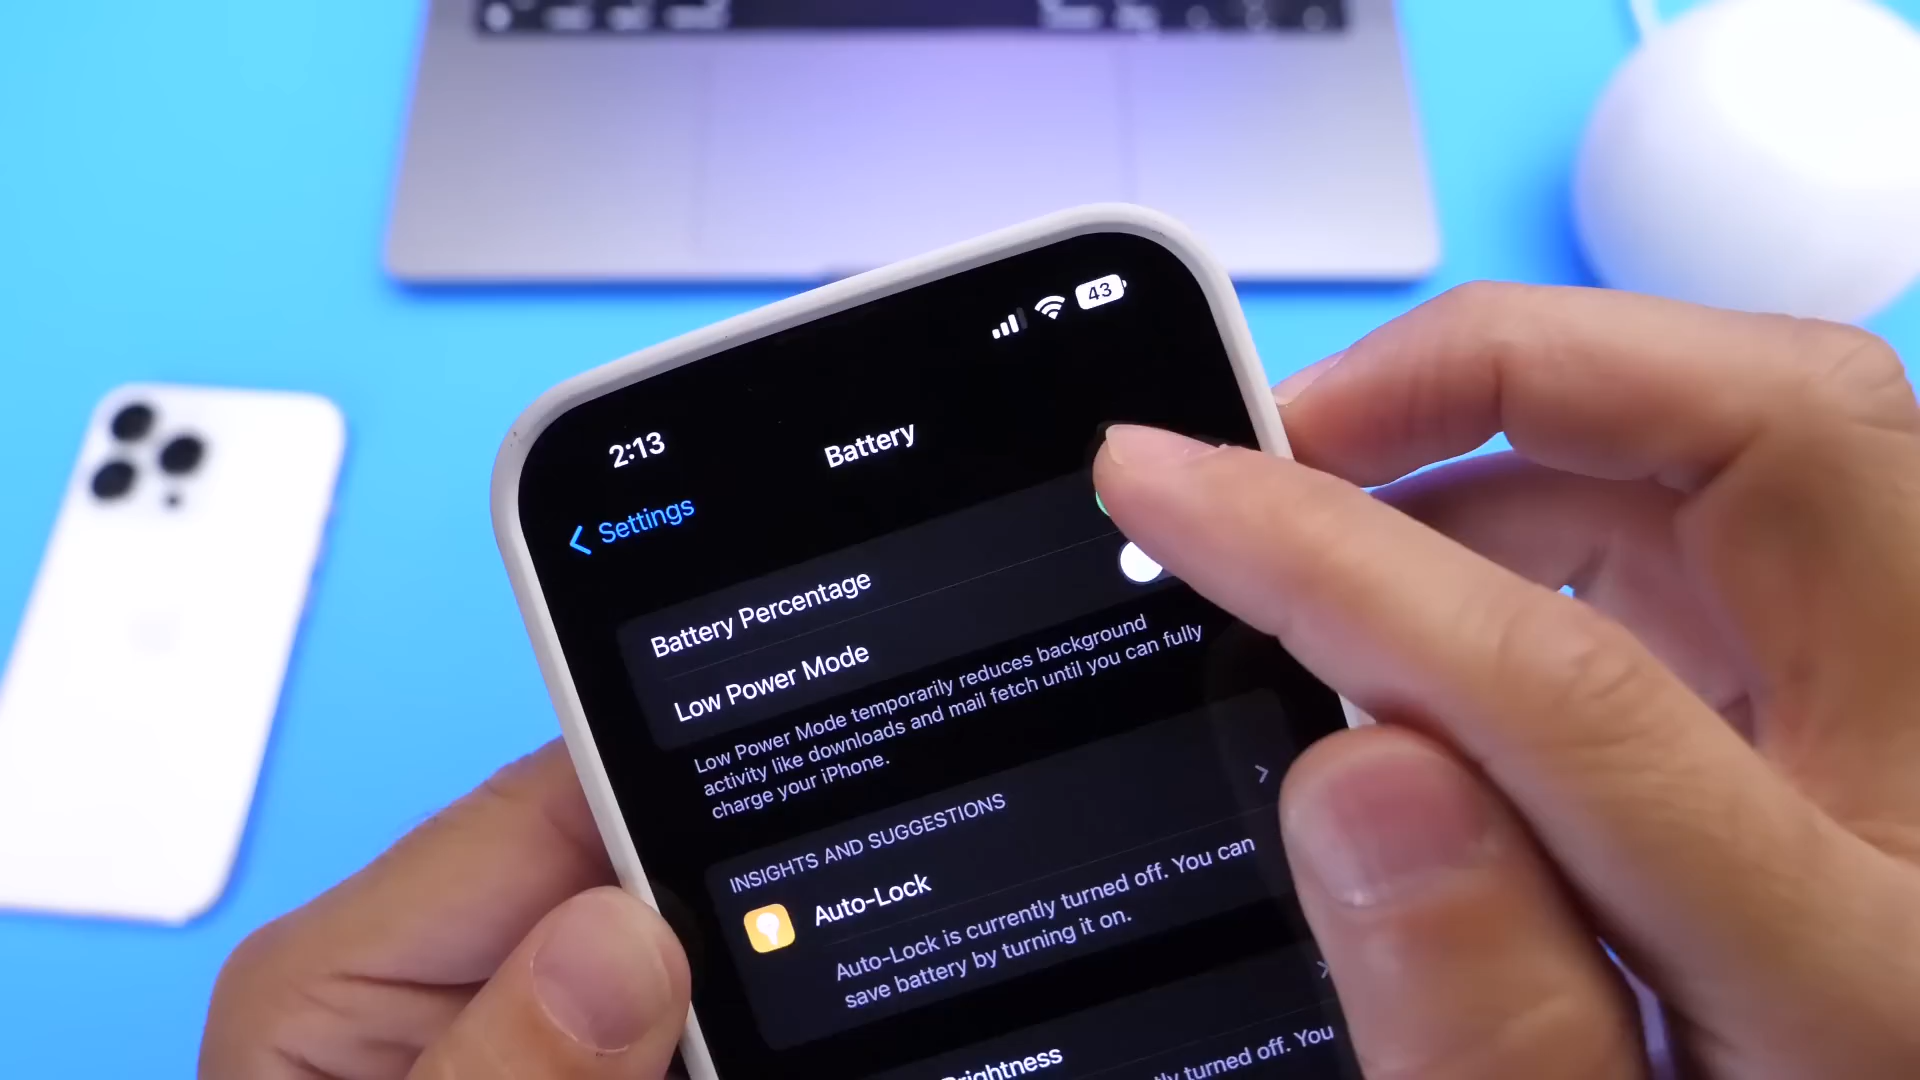 43
2:13
Battery
Settings
Battery Percentage
Low Power Mode
Low Power Mode temporarily reduces background
activity like downloads and mail fetch until you can fully
charge your iPhone.
INSIGHTS AND SUGGESTIONS
Auto-Lock
Auto-Lock is currently turned off. You can
save battery by turning it on.
Brightness
turned off. You